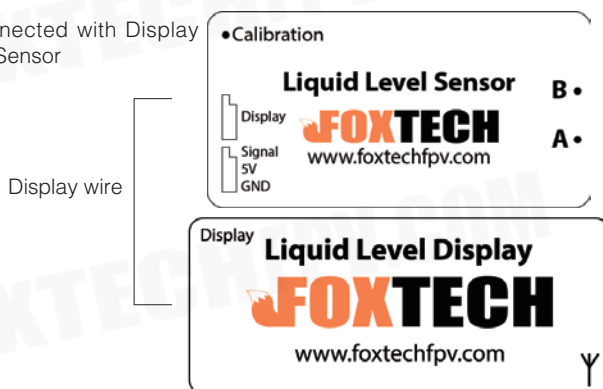 nected with Display
Sensor
•Calibration
Liquid Level Sensor
B •
Display
FOXTECH
A •
Signal
5V
GND
www.foxtechfpv.com
Display wire
Display
Liquid Level Display
FOXTECH
www.foxtechfpv.com